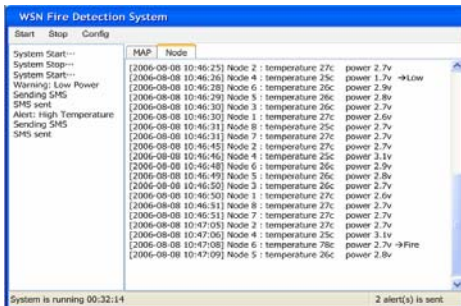 WSN Fire Detection System
Start Stop Config
System Start…
System Stop…
System Start…
Warning: Low Power
Sending SMS
SMS sent
Alert: High Temperature
Sending SMS
SMS sent
MAP Node
[2006-08-08 10:46:25] Node 2 : temperature 27c power 2.7v
[2006-08-08 10:46:26] Node 4 : temperature 25c power 1.7v →Low
[2006-08-08 10:46:28] Node 6 : temperature 26c power 2.9v
[2006-08-08 10:46:29] Node 5 : temperature 26c power 2.8v
[2006-08-08 10:46:30] Node 3 : temperature 26c power 2.7v
[2006-08-08 10:46:30] Node 1 : temperature 27c power 2.6v
[2006-08-08 10:46:31] Node 8 : temperature 25c power 2.7v
[2006-08-08 10:46:31] Node 7 : temperature 27c power 2.7v
[2006-08-08 10:46:45] Node 2 : temperature 27c power 2.7v
[2006-08-08 10:46:46] Node 4 : temperature 25c power 3.1v
[2006-08-08 10:46:48] Node 6 : temperature 26c power 2.9v
[2006-08-08 10:46:49] Node 5 : temperature 26c power 2.8v
[2006-08-08 10:46:50] Node 3 : temperature 26c power 2.7v
[2006-08-08 10:46:50] Node 1 : temperature 27c power 2.6v
[2006-08-08 10:46:51] Node 8 : temperature 27c power 2.7v
[2006-08-08 10:46:51] Node 7 : temperature 27c power 2.7v
[2006-08-08 10:47:05] Node 2 : temperature 27c power 2.7v
[2006-08-08 10:47:06] Node 4 : temperature 25c power 3.1v
[2006-08-08 10:47:08] Node 6 : temperature 78c power 2.7v →Fire
[2006-08-08 10:47:09] Node 5 : temperature 26c power 2.8v
System is running 00:32:14
2 alert(s) is sent